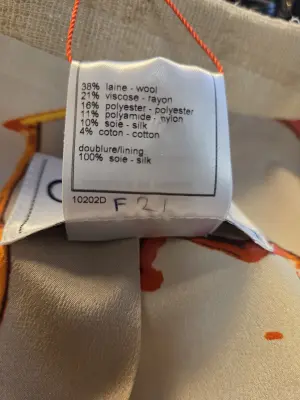 38% laine - wool
21% viscose - rayon
16% polyester - polyester
11% polyamide - nylon
10% soie - silk
4% coton - cotton
doublure/lining
100% soie - silk
10202D F 21